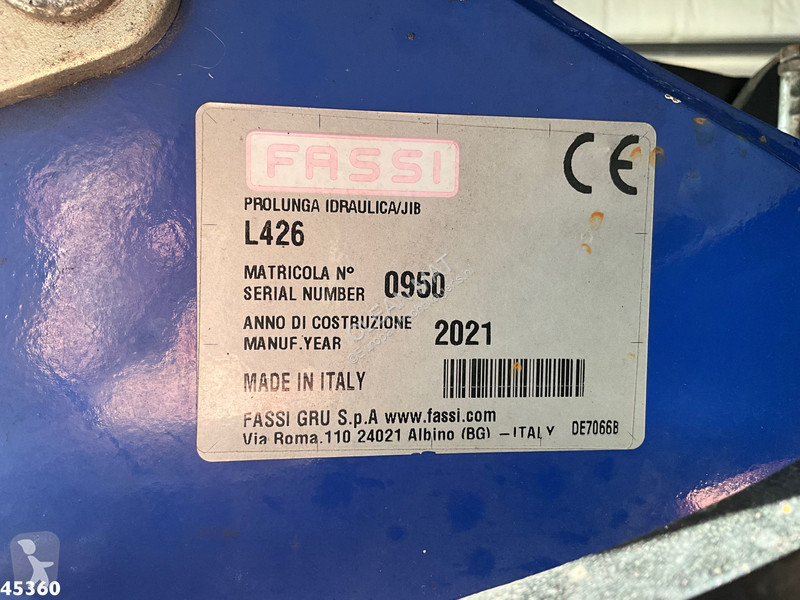 FASSI
CE
PROLUNGA IDRAULICA/JIB
L426
MATRICOLA N° 0950
SERIAL NUMBER
ANNO DI COSTRUZIONE 2021
MANUF.YEAR
MADE IN ITALY
FASSI GRU S.p.A www.fassi.com
Via Roma.110 24021 Albino (BG) – ITALY DE7066B
45360